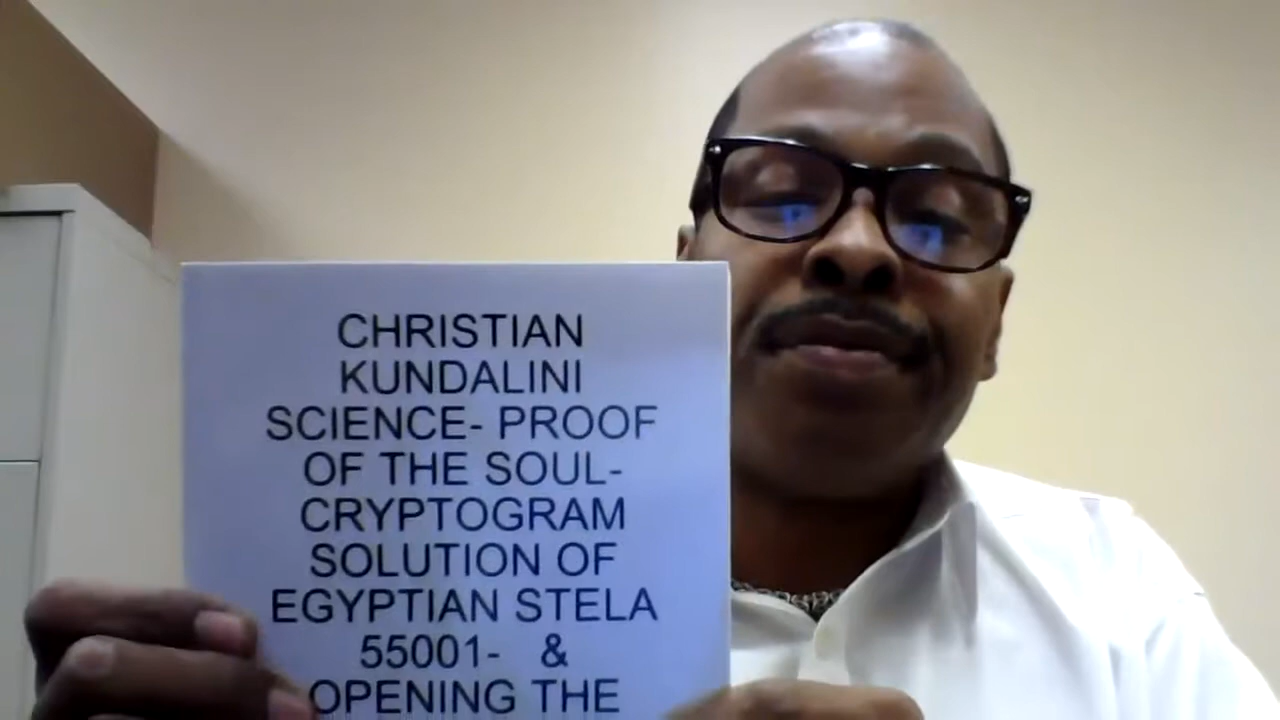 CHRISTIAN
KUNDALINI
SCIENCE- PROOF
OF THE SOUL-
CRYPTOGRAM
SOLUTION OF
EGYPTIAN STELA
55001- &
OPENING THE